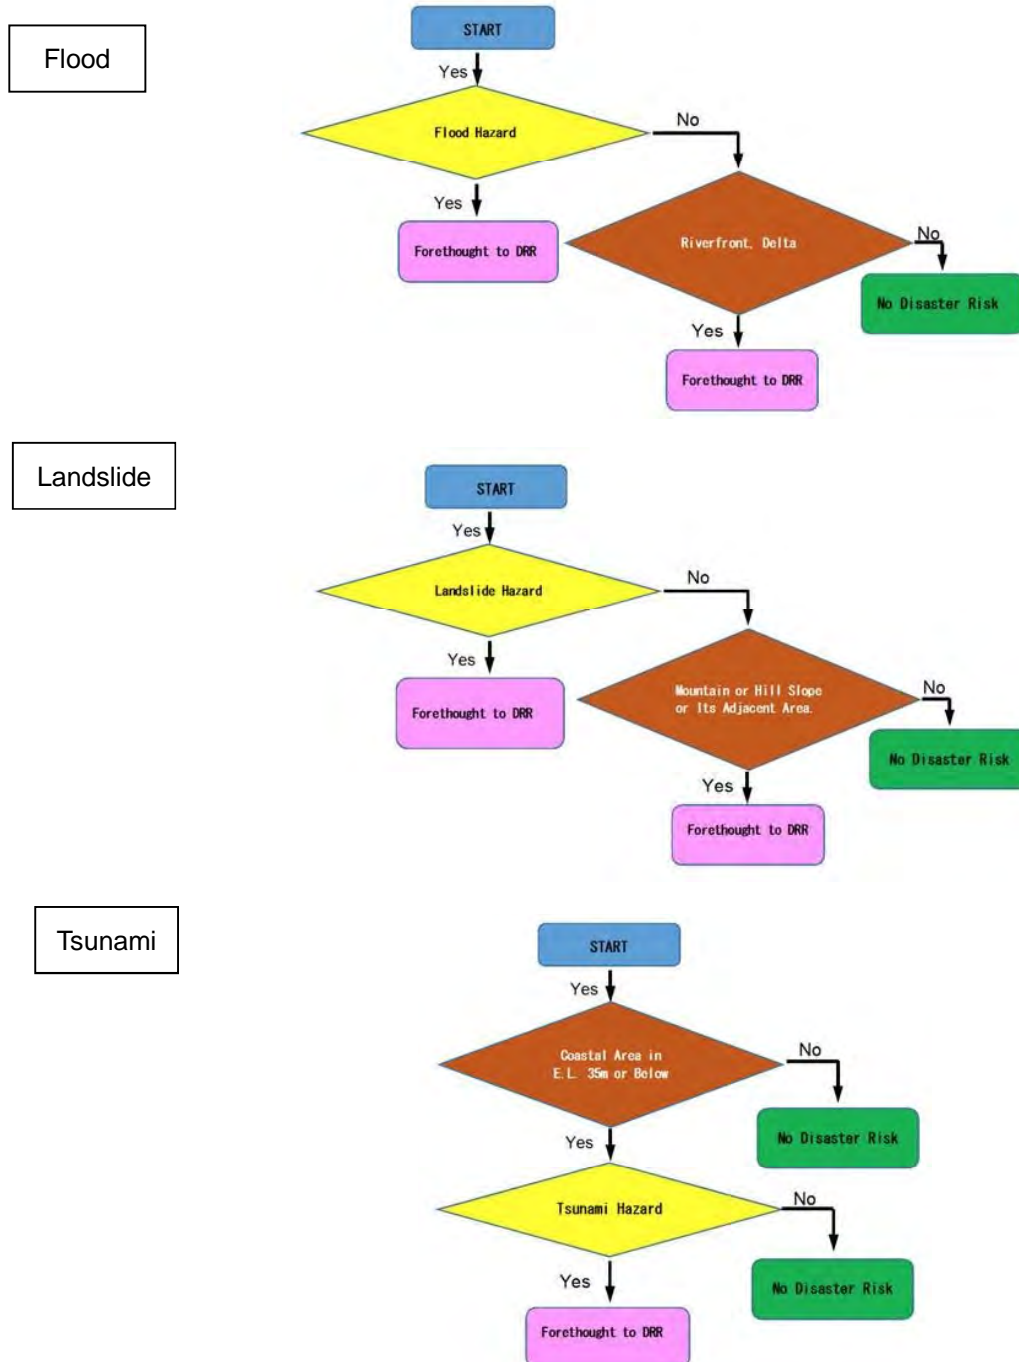 Flood
START
Yes
Flood Hazard
No
Yes
Forethought to DRR
Riverfront, Delta
No
No Disaster Risk
Yes
Forethought to DRR
Landslide
START
Yes
Landslide Hazard
No
Yes
Forethought to DRR
Mountain or Hill Slope
or Its Adjacent Area.
No
No Disaster Risk
Yes
Forethought to DRR
Tsunami
START
Yes
Coastal Area in
E.L. 35m or Below
No
No Disaster Risk
Yes
Tsunami Hazard
No
No Disaster Risk
Yes
Forethought to DRR